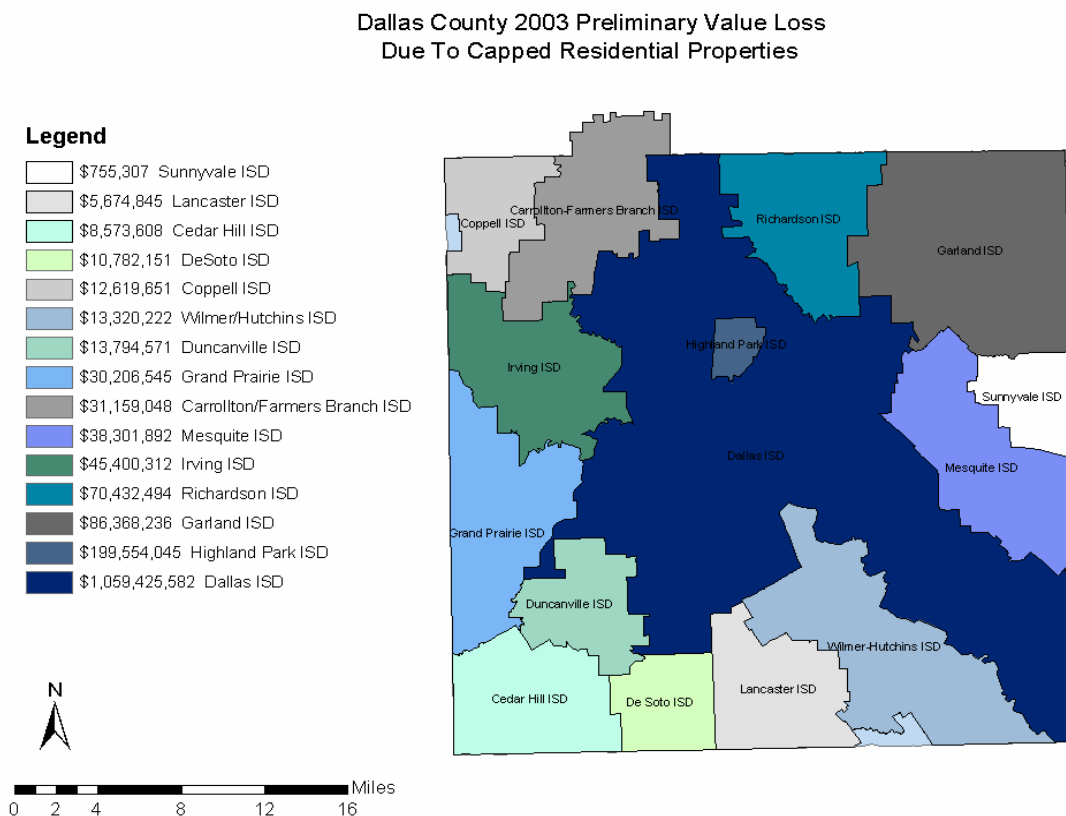 Dallas County 2003 Preliminary Value Loss
Due To Capped Residential Properties
Legend
$755,307 Sunnyvale ISD
$5,674,845 Lancaster ISD
$8,573,608 Cedar Hill ISD
$10,782,151 DeSoto ISD
$12,619,651 Coppell ISD
$13,320,222 Wilmer/Hutchins ISD
$13,794,571 Duncanville ISD
$30,206,545 Grand Prairie ISD
$31,159,048 Carrollton/Farmers Branch ISD
$38,301,892 Mesquite ISD
$45,400,312 Irving ISD
$70,432,494 Richardson ISD
$86,368,236 Garland ISD
$199,554,045 Highland Park ISD
$1,059,425,582 Dallas ISD
Carrollton-Farmers Branch ISD
Coppell ISD
Richardson ISD
Garland ISD
Highland Park ISD
Irving ISD
Sunnyvale ISD
Dallas ISD
Mesquite ISD
Grand Prairie ISD
Duncanville ISD
Wilmer-Hutchins ISD
Lancaster ISD
Cedar Hill ISD
De Soto ISD
N
Miles
0 2 4 8 12 16